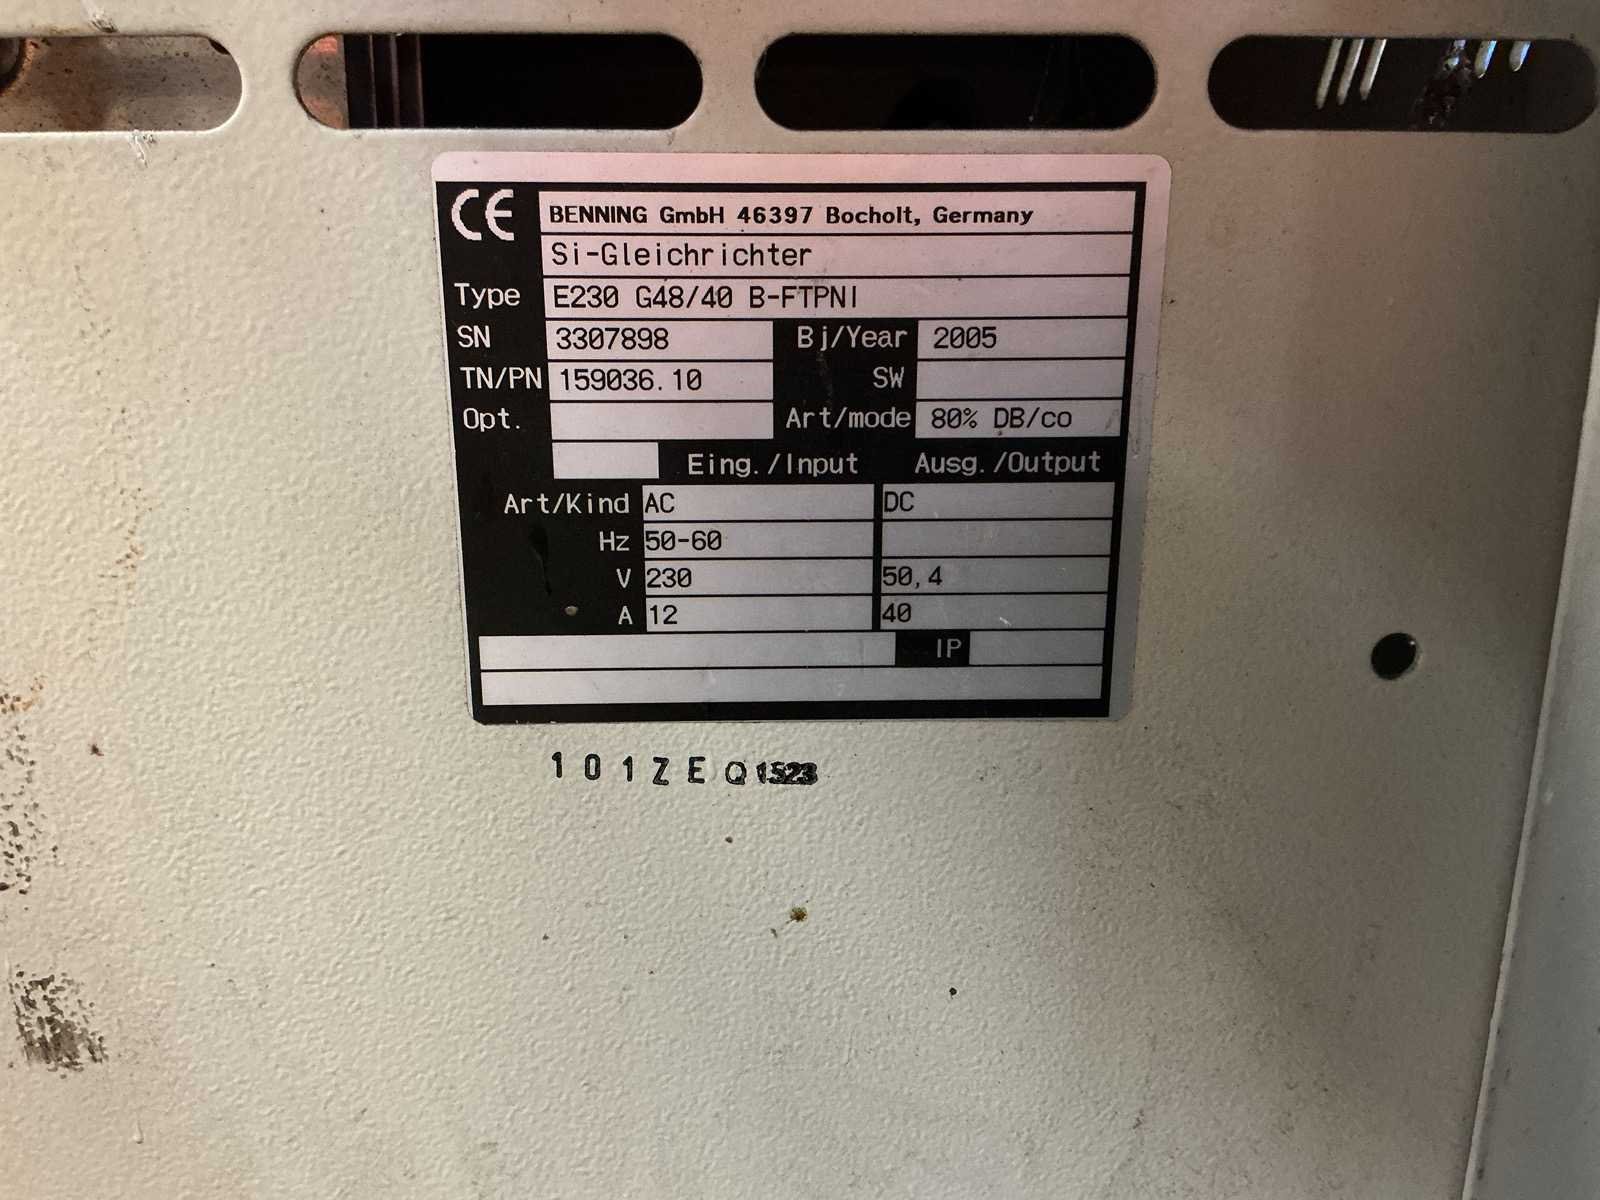 CE BENNING GmbH 46397 Bocholt, Germany
Si-Gleichrichter
Type E230 G48/40 B-FTPNI
SN 3307898 Bj/Year 2005
TN/PN 159036.10 SW
Opt. Art/mode 80% DB/co
Eing./Input Ausg./Output
Art/Kind AC DC
Hz 50-60
V 230 50,4
A 12 40
IP
101ZEQ1523